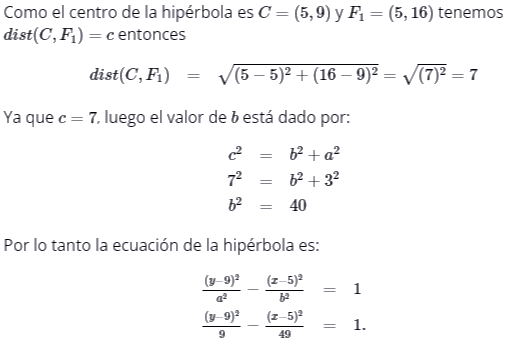 Como el centro de la hipérbola es C = (5, 9) y F₁ = (5, 16) tenemos
dist(C, F₁) = c entonces
dist(C, F₁) = √((5 − 5)² + (16 − 9)²) = √((7)²) = 7
Ya que c = 7, luego el valor de b está dado por:
c² = b² + a²
7² = b² + 3²
b² = 40
Por lo tanto la ecuación de la hipérbola es:
(y−9)²/a² − (x−5)²/b² = 1
(y−9)²/9 − (x−5)²/49 = 1.